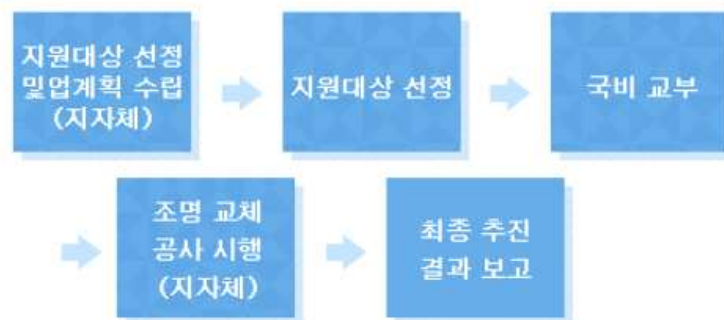 지원대상 선정
및업계획 수립
(지자체)
지원대상 선정
국비 교부
조명 교체
공사 시행
(지자체)
최종 추진
결과 보고